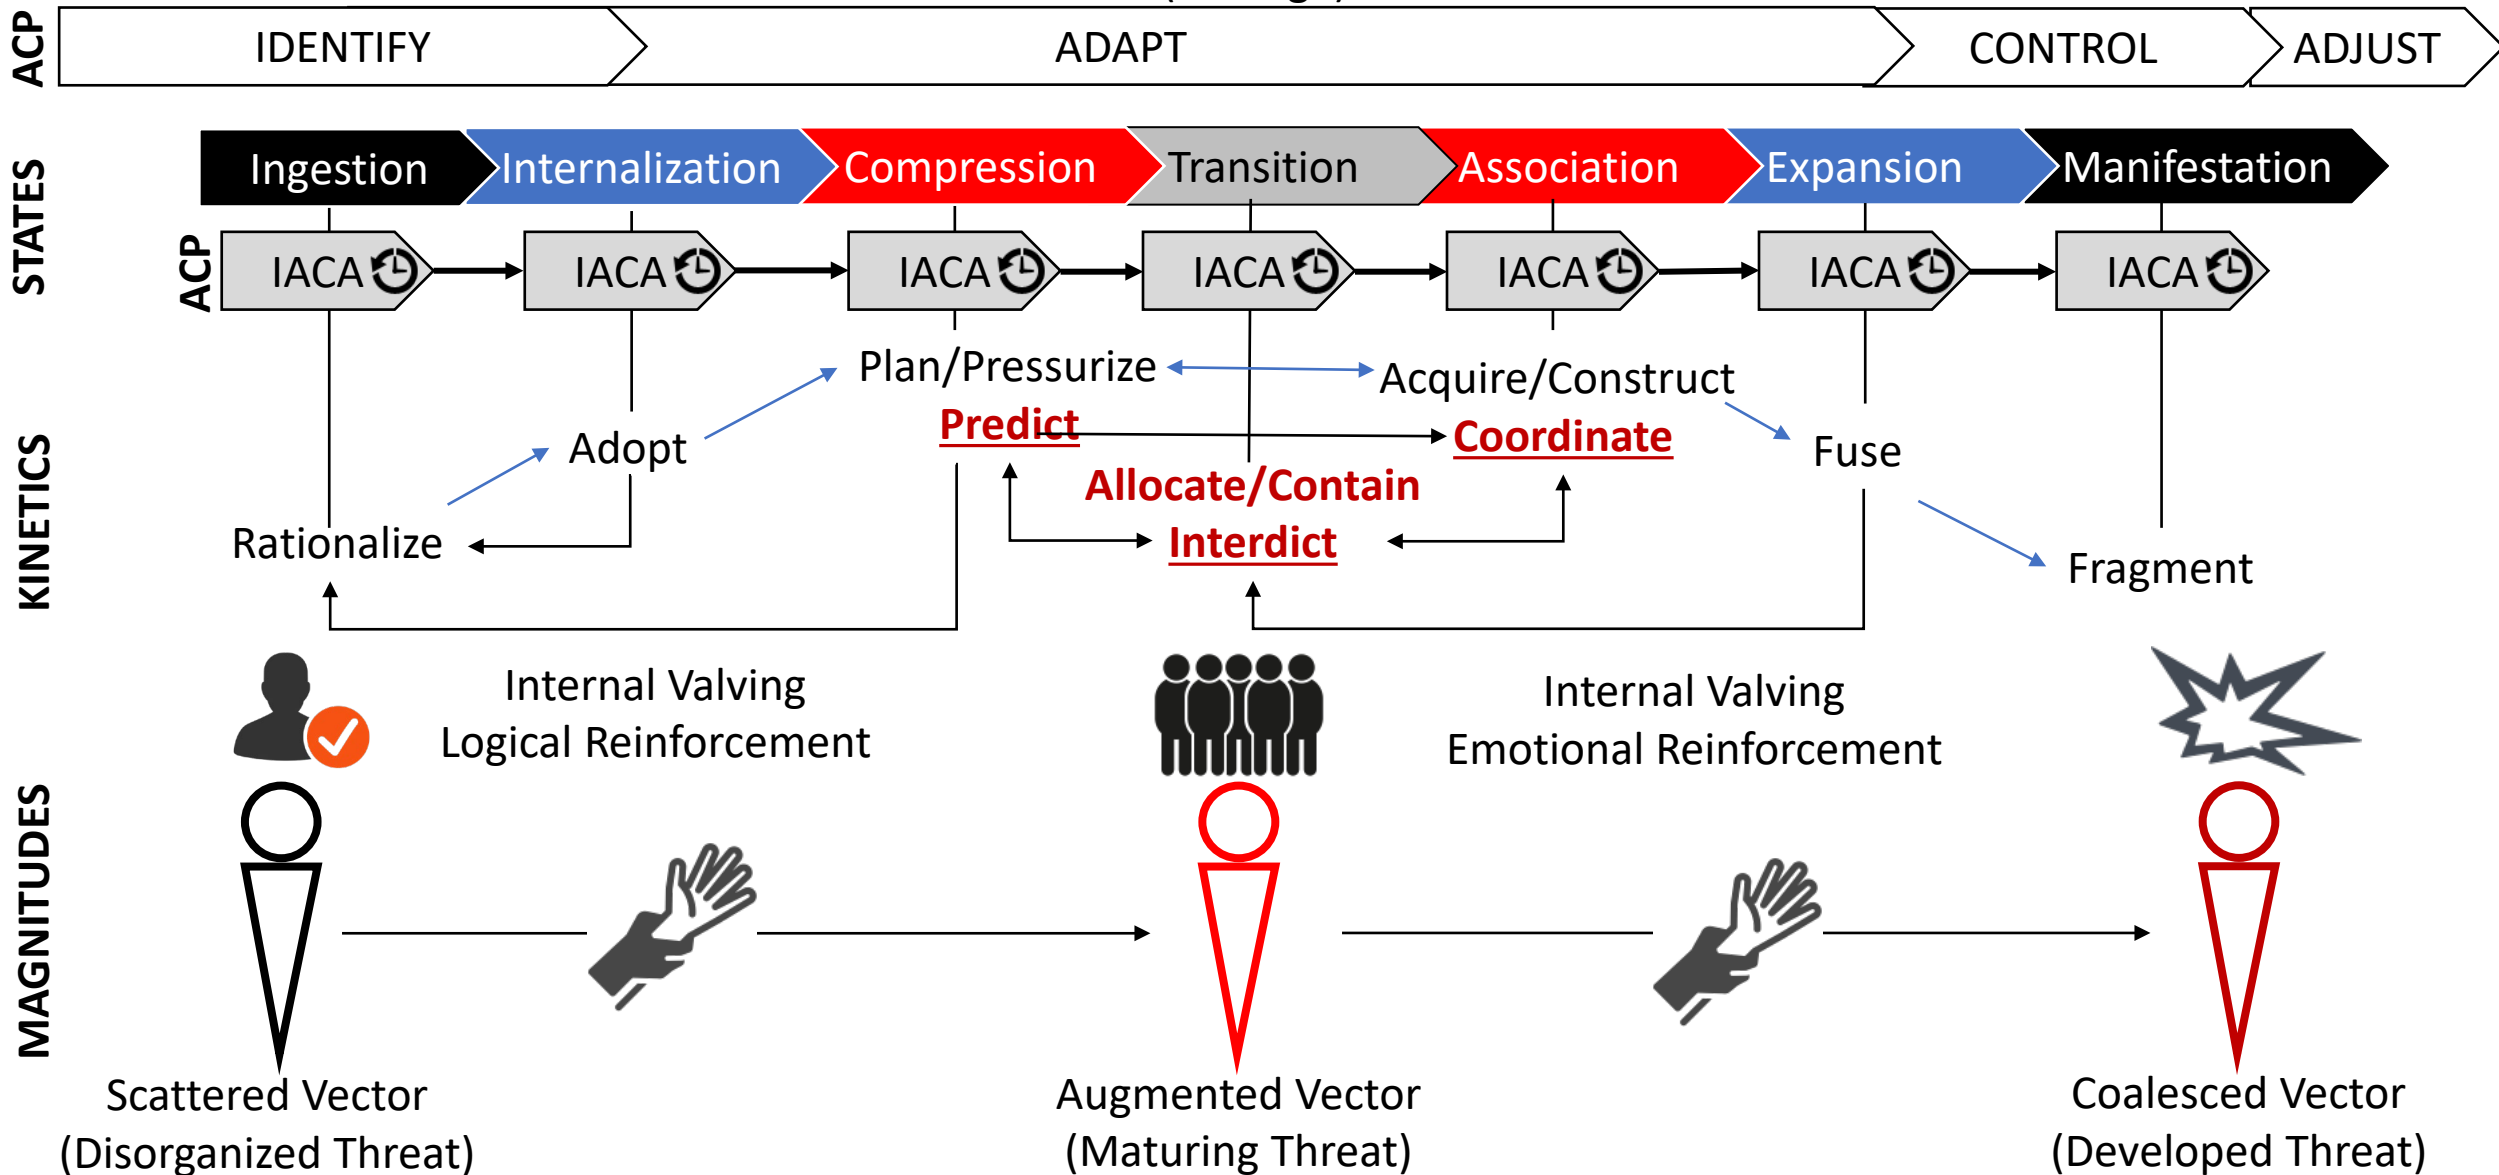 ACP
IDENTIFY
ADAPT
CONTROL
ADJUST
STATES
Ingestion
Internalization
Compression
Transition
Association
Expansion
Manifestation
ACP
IACA
IACA
IACA
IACA
IACA
IACA
IACA
KINETICS
Plan/Pressurize
Acquire/Construct
Predict
Coordinate
Adopt
Fuse
Allocate/Contain
Interdict
Rationalize
Fragment
Internal Valving
Logical Reinforcement
Internal Valving
Emotional Reinforcement
MAGNITUDES
Scattered Vector
(Disorganized Threat)
Augmented Vector
(Maturing Threat)
Coalesced Vector
(Developed Threat)